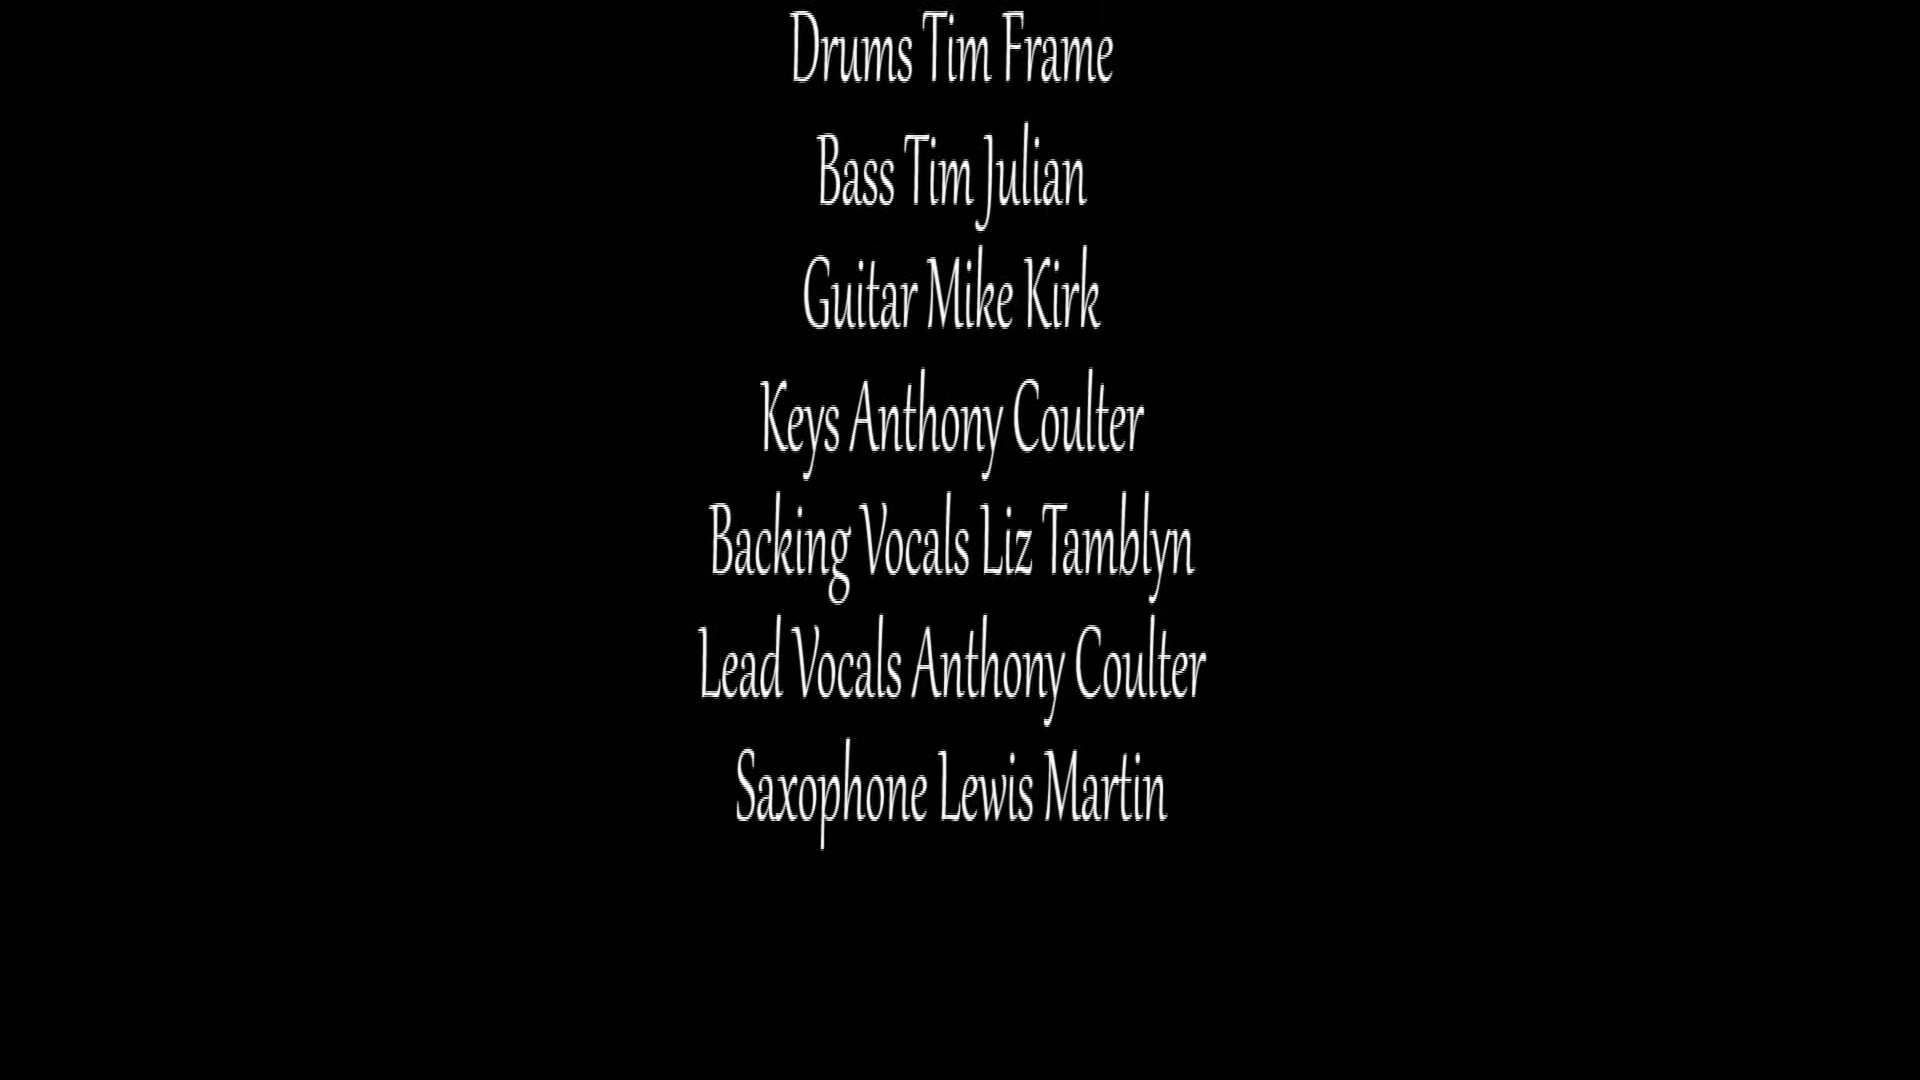 Drums Tim Frame
Bass Tim Julian
Guitar Mike Kirk
Keys Anthony Coulter
Backing Vocals Liz Tamblyn
Lead Vocals Anthony Coulter
Saxophone Lewis Martin